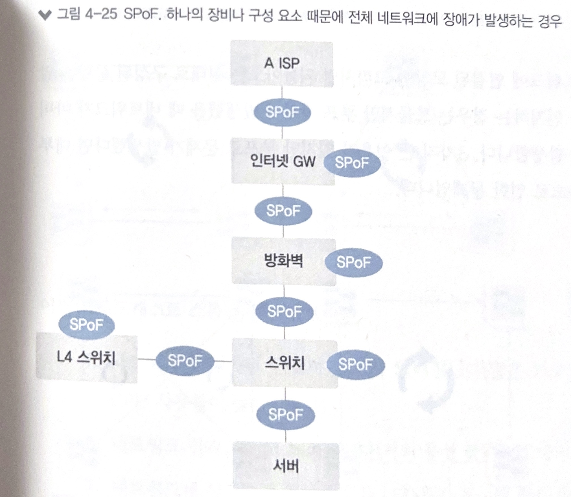 그림 4-25 SPoF. 하나의 장비나 구성 요소 때문에 전체 네트워크에 장애가 발생하는 경우
A ISP
SPoF
인터넷 GW SPoF
SPoF
방화벽 SPoF
SPoF
SPoF
L4 스위치 SPoF 스위치 SPoF
SPoF
서버